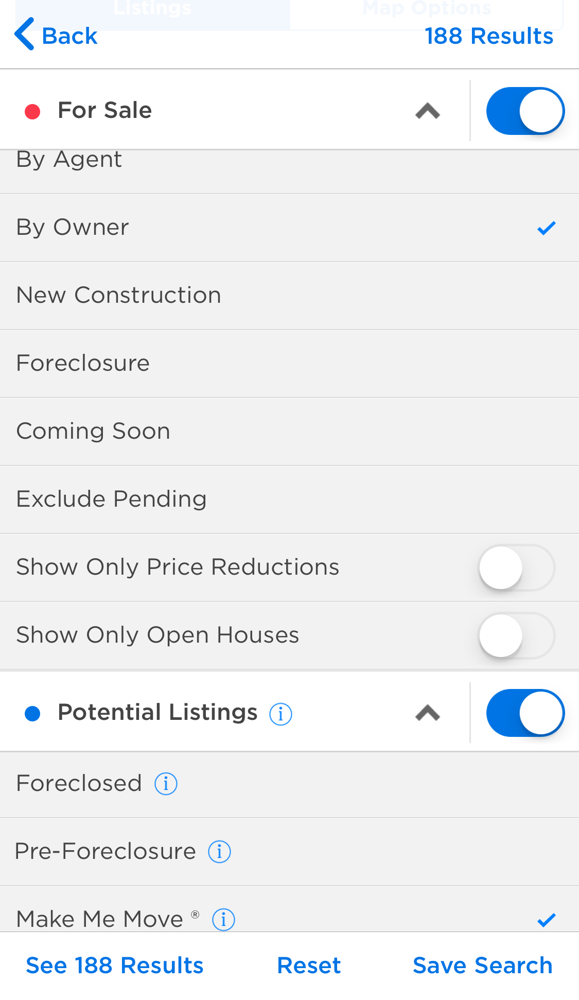 Listings
Map Options
Back
188 Results
For Sale
By Agent
By Owner
New Construction
Foreclosure
Coming Soon
Exclude Pending
Show Only Price Reductions
Show Only Open Houses
Potential Listings i
Foreclosed i
Pre-Foreclosure i
Make Me Move ® i
See 188 Results
Reset
Save Search